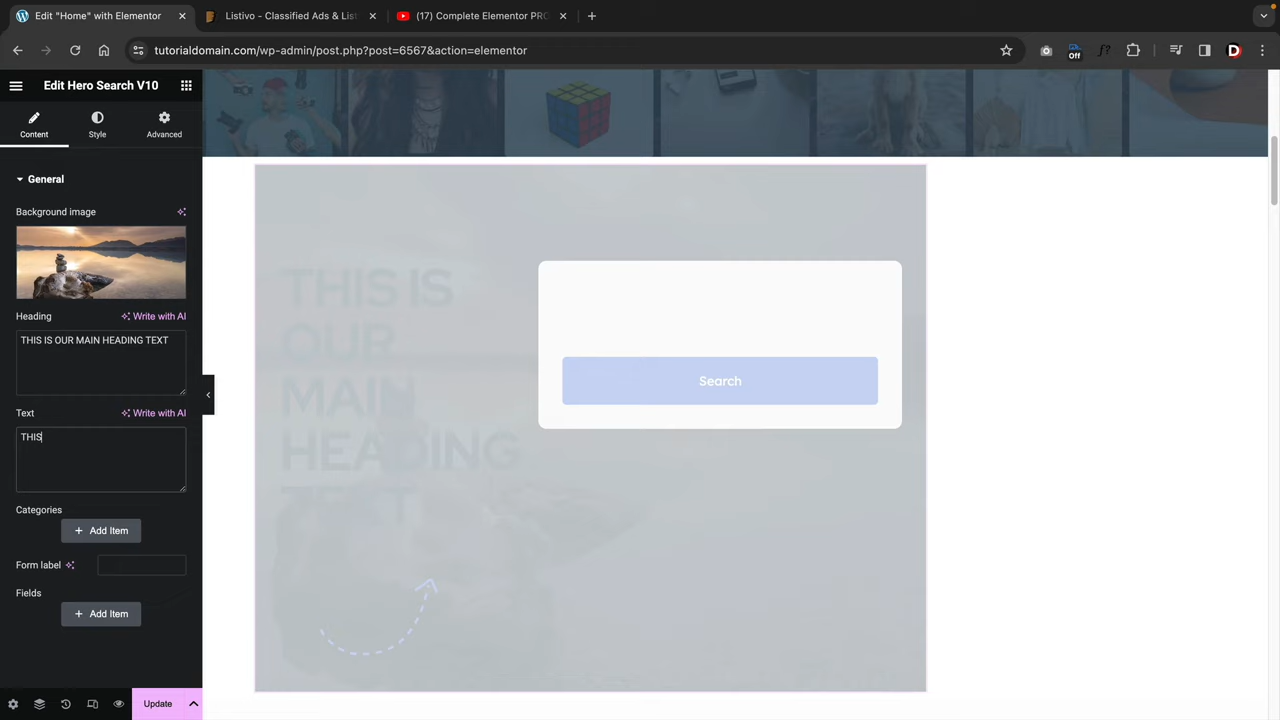 Edit "Home" with Elementor
Listivo - Classified Ads & List
(17) Complete Elementor PRO
tutorialdomain.com/wp-admin/post.php?post=6567&action=elementor
Off
f?
D
Edit Hero Search V10
Content
Style
Advanced
General
Background image
Heading
Write with AI
THIS IS OUR MAIN HEADING TEXT
Text
Write with AI
THIS
Categories
+ Add Item
Form label
Fields
+ Add Item
Update
THIS IS
OUR
MAIN
HEADING
TEXT
Search